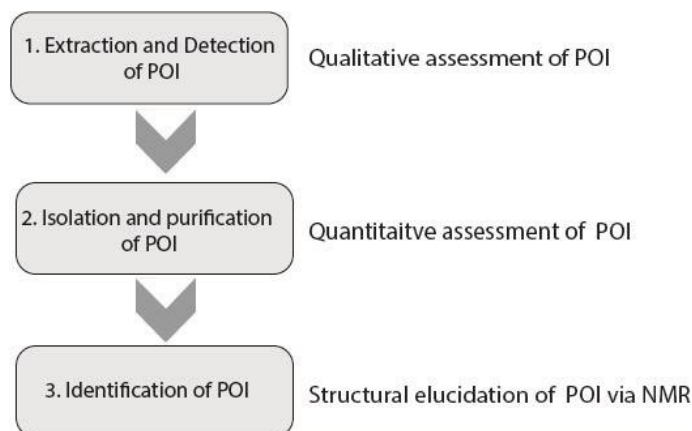 1. Extraction and Detection
of POI
Qualitative assessment of POI
2. Isolation and purification
of POI
Quantitaitve assessment of POI
3. Identification of POI
Structural elucidation of POI via NMR